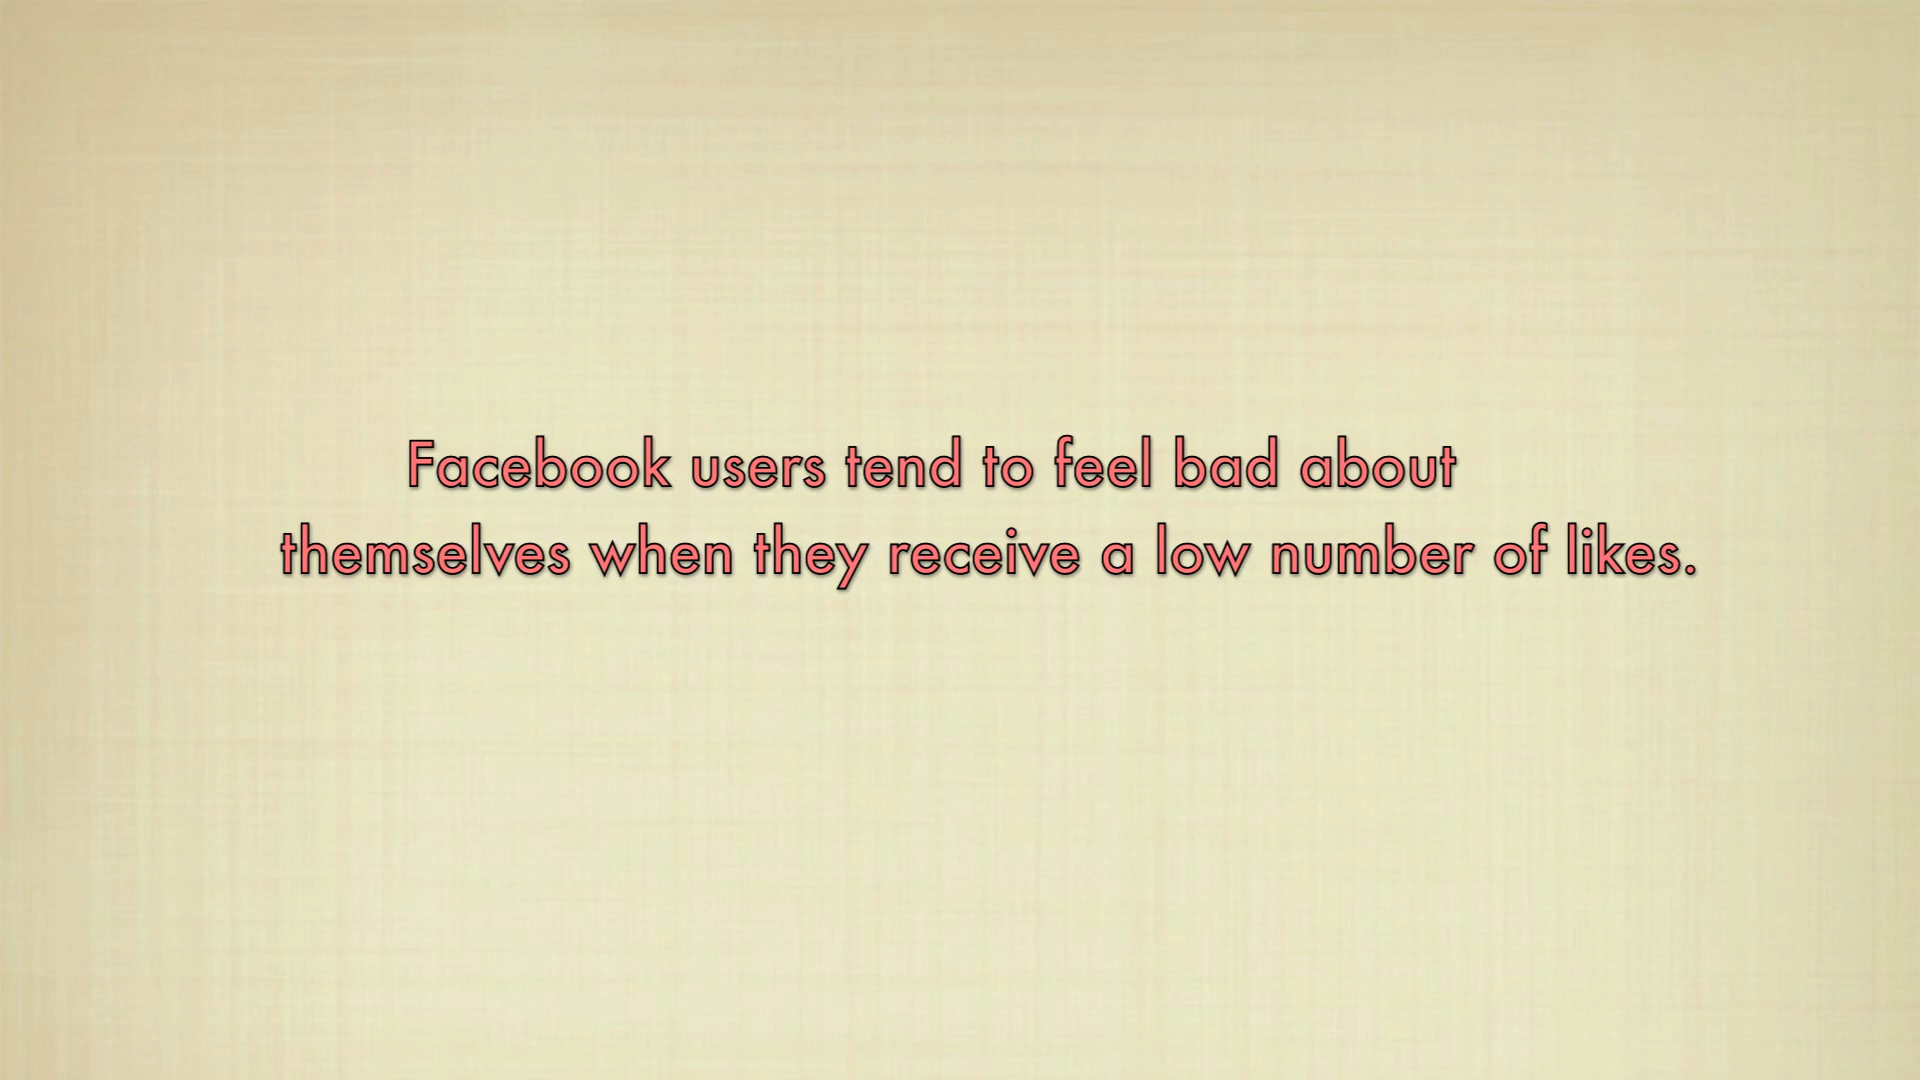 Facebook users tend to feel bad about
themselves when they receive a low number of likes.